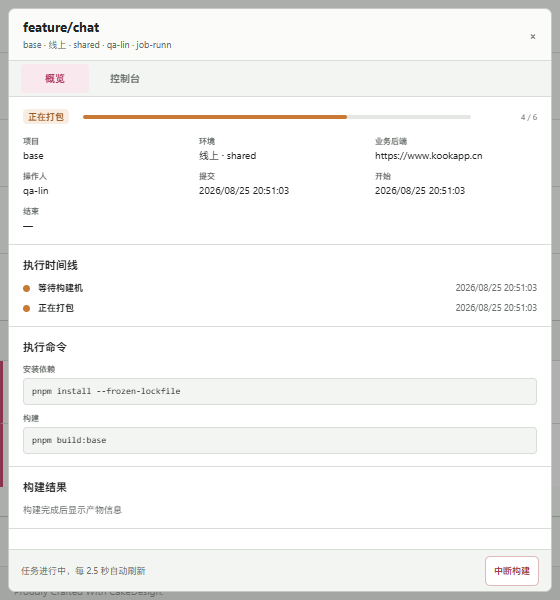 feature/chat
×
base · 线上 · shared · qa-lin · job-runn
概览 控制台
正在打包 4 / 6
项目 环境 业务后端
base 线上 · shared https://www.kookapp.cn
操作人 提交 开始
qa-lin 2026/08/25 20:51:03 2026/08/25 20:51:03
结束
—
执行时间线
等待构建机 2026/08/25 20:51:03
正在打包 2026/08/25 20:51:03
执行命令
安装依赖
pnpm install --frozen-lockfile
构建
pnpm build:base
构建结果
构建完成后显示产物信息
任务进行中，每 2.5 秒自动刷新 中断构建
Proudly Crafted With CakeDesign.